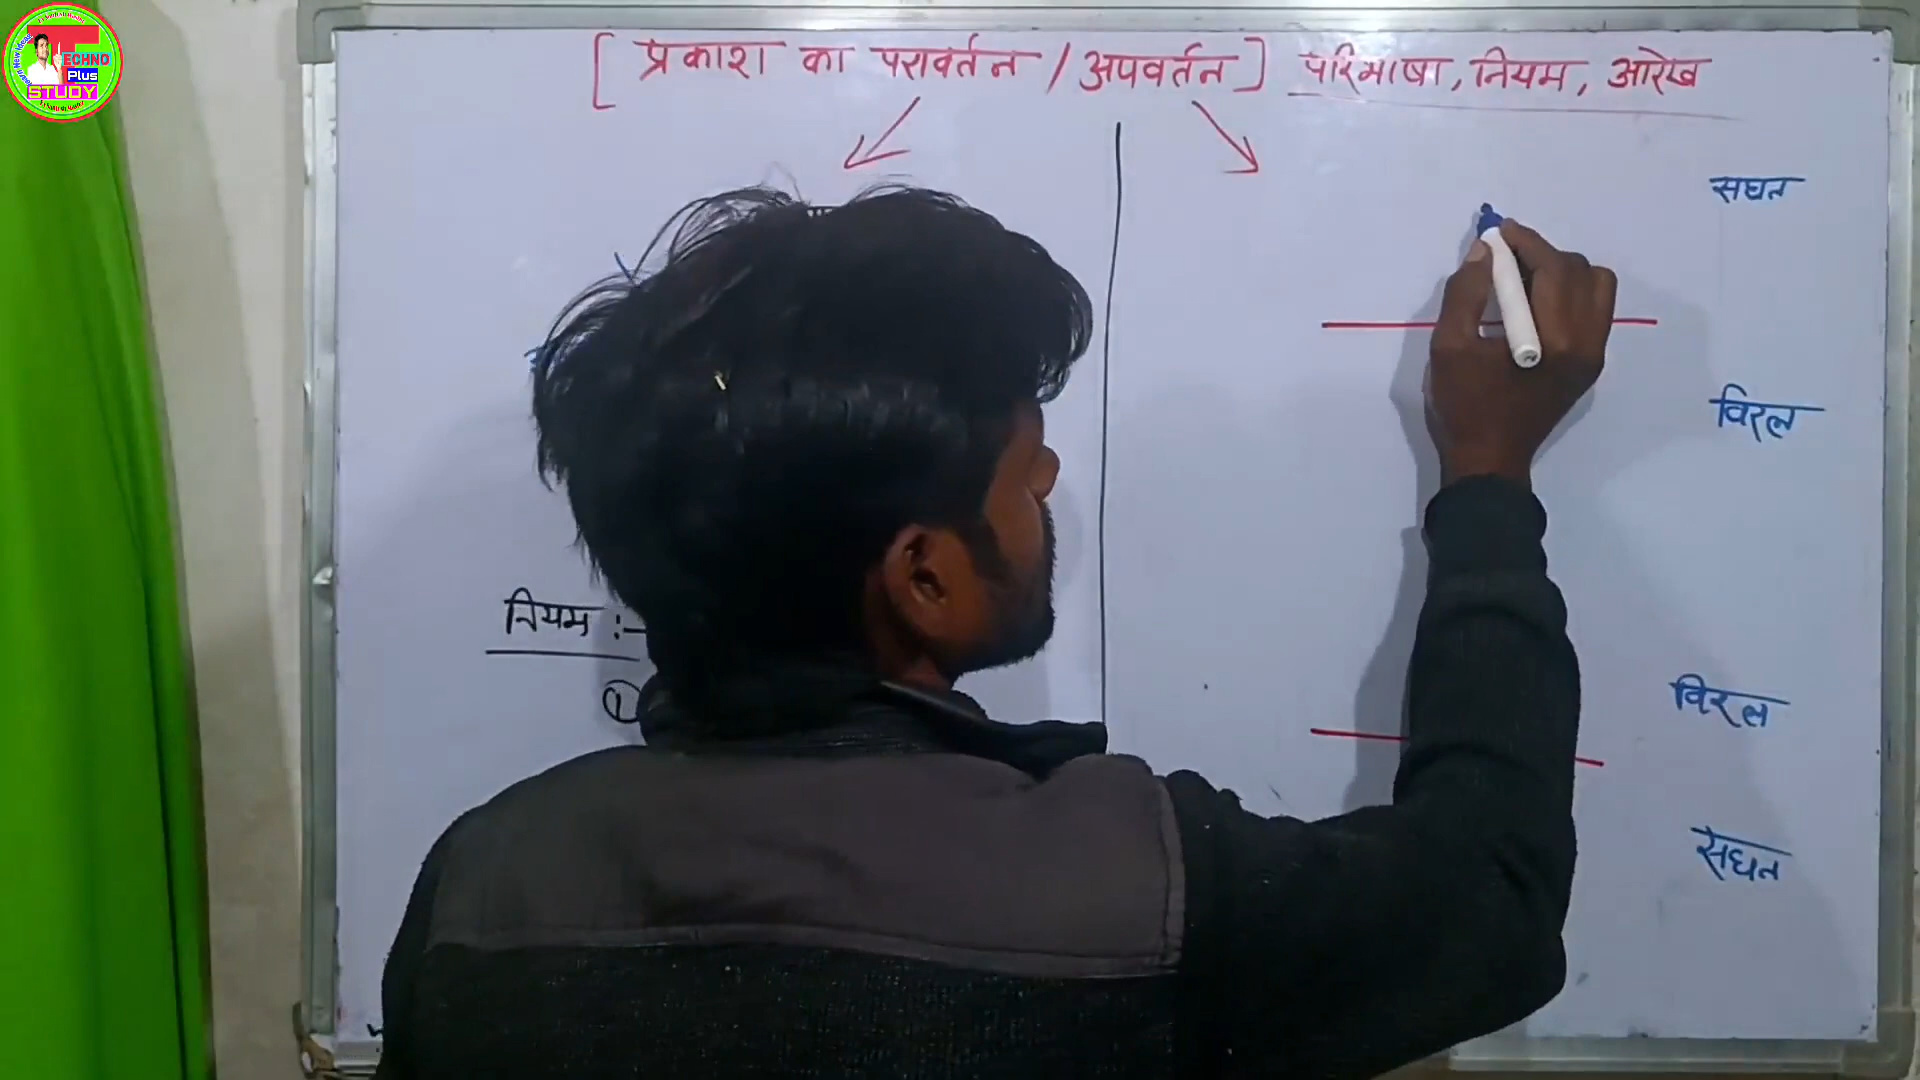 [ प्रकाश का परावर्तन / अपवर्तन ] परिभाषा, नियम, आरेख
सघन
विरल
नियम :-
①
विरल
सघन
TECHNO
Plus
STUDY